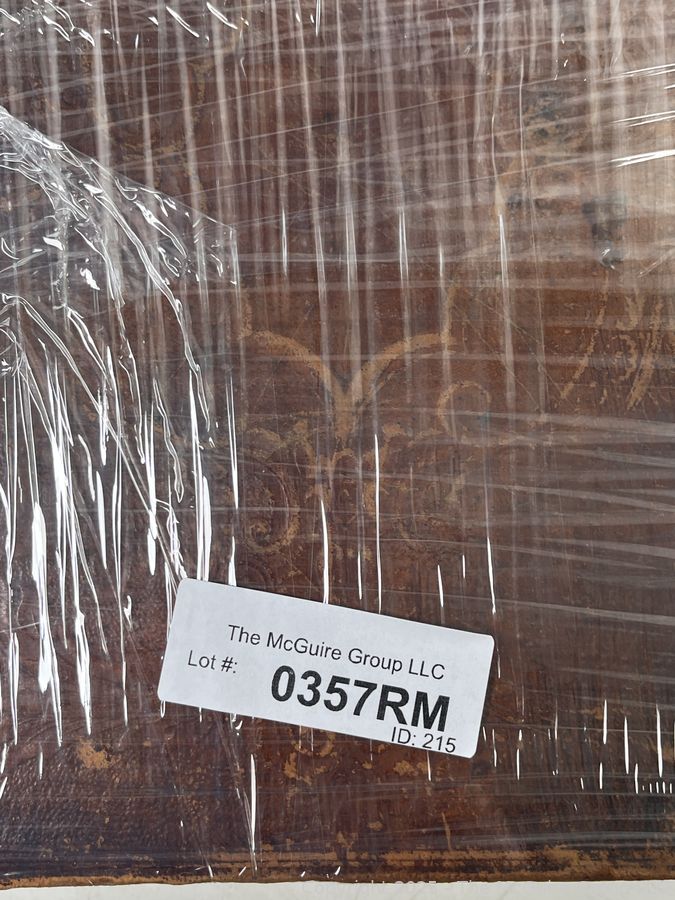 The McGuire Group LLC
Lot #:
0357RM
ID: 215